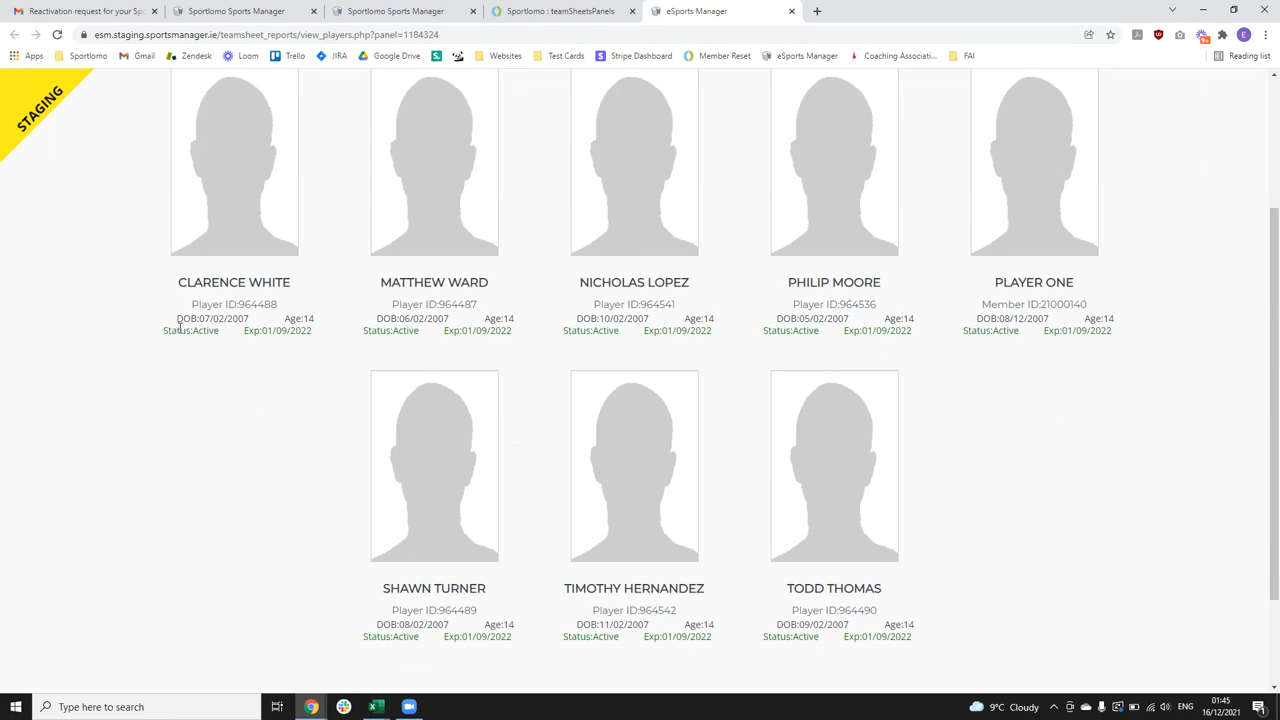 Reactivation request for your Sp
Sportlomo Sports Manager
Sportlomo Sports Manager
Sportlomo : teamSheetsPanels
eSports Manager
esm.staging.sportsmanager.ie/teamsheet_reports/view_players.php?panel=1184324
E
Apps
Sportlomo
Gmail
Zendesk
Loom
Trello
JIRA
Google Drive
Websites
Test Cards
Stripe Dashboard
Member Reset
eSports Manager
Coaching Associati...
FAI
Reading list
STAGING
CLARENCE WHITE
Player ID:964488
DOB:07/02/2007 Age:14
Status:Active Exp:01/09/2022
MATTHEW WARD
Player ID:964487
DOB:06/02/2007 Age:14
Status:Active Exp:01/09/2022
NICHOLAS LOPEZ
Player ID:964541
DOB:10/02/2007 Age:14
Status:Active Exp:01/09/2022
PHILIP MOORE
Player ID:964536
DOB:05/02/2007 Age:14
Status:Active Exp:01/09/2022
PLAYER ONE
Member ID:21000140
DOB:08/12/2007 Age:14
Status:Active Exp:01/09/2022
SHAWN TURNER
Player ID:964489
DOB:08/02/2007 Age:14
Status:Active Exp:01/09/2022
TIMOTHY HERNANDEZ
Player ID:964542
DOB:11/02/2007 Age:14
Status:Active Exp:01/09/2022
TODD THOMAS
Player ID:964490
DOB:09/02/2007 Age:14
Status:Active Exp:01/09/2022
Type here to search
9°C Cloudy
ENG
01:45
16/12/2021